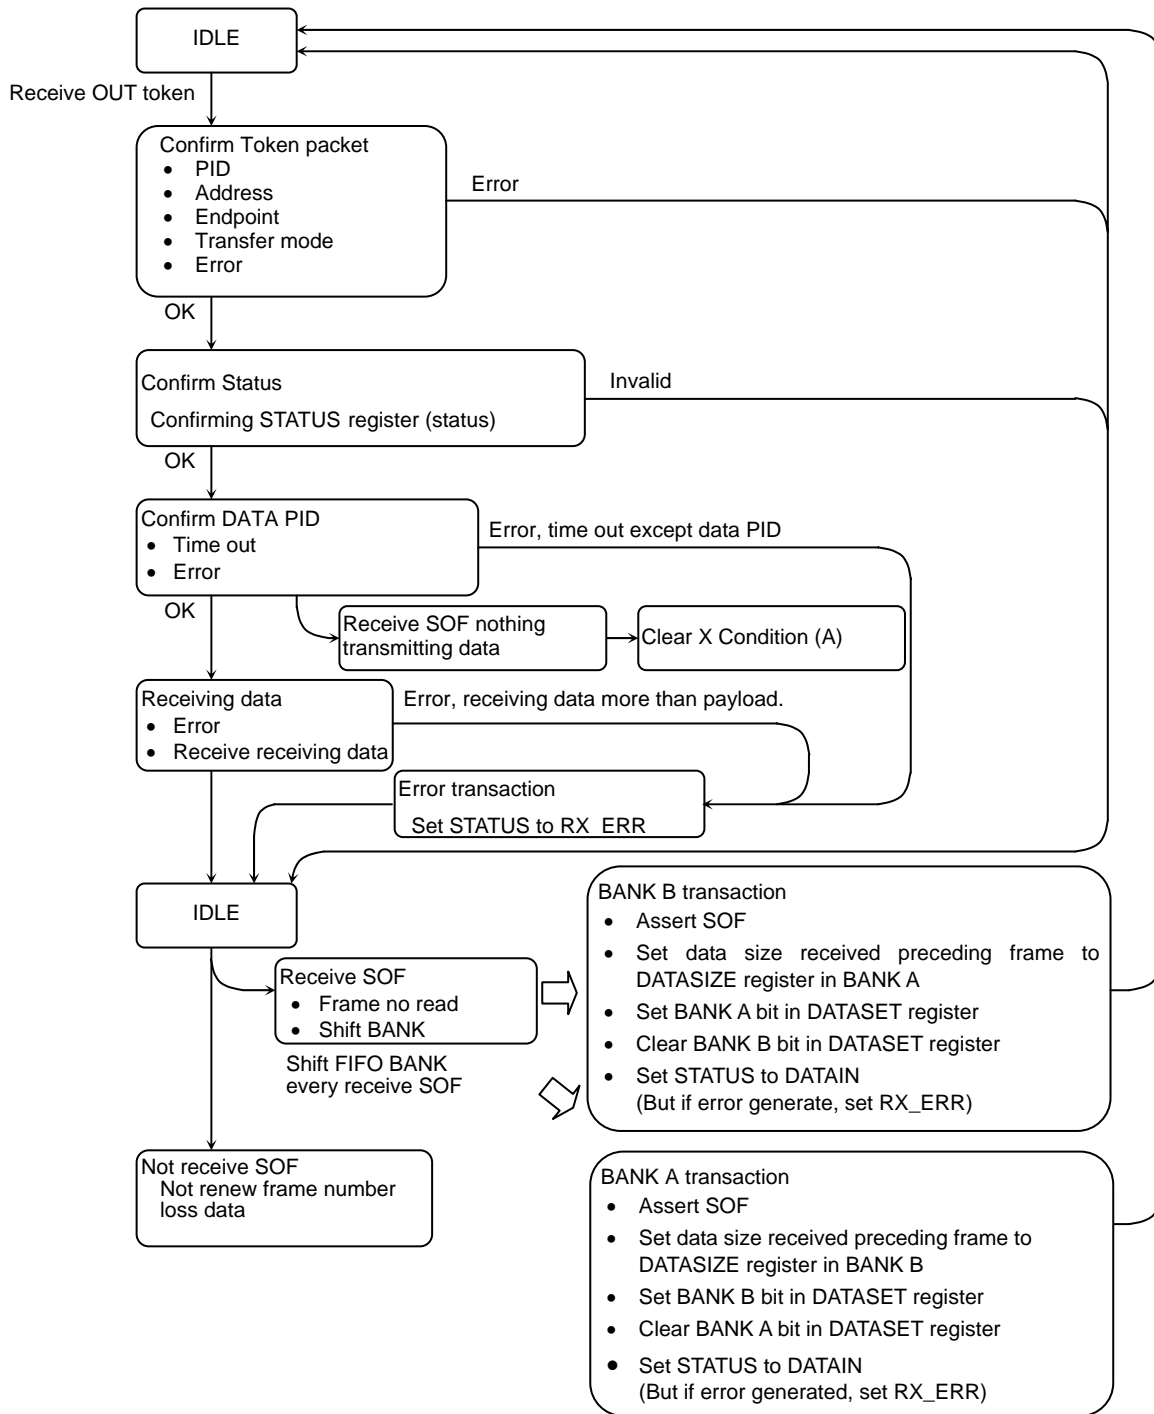 IDLE
Receive OUT token
Confirm Token packet
• PID
• Address
• Endpoint
• Transfer mode
• Error
Error
OK
Confirm Status
Confirming STATUS register (status)
Invalid
OK
Confirm DATA PID
• Time out
• Error
Error, time out except data PID
OK
Receive SOF nothing
transmitting data
Clear X Condition (A)
Receiving data
• Error
• Receive receiving data
Error, receiving data more than payload.
Error transaction
Set STATUS to RX_ERR
IDLE
Receive SOF
• Frame no read
• Shift BANK
Shift FIFO BANK
every receive SOF
BANK B transaction
• Assert SOF
• Set data size received preceding frame to
DATASIZE register in BANK A
• Set BANK A bit in DATASET register
• Clear BANK B bit in DATASET register
• Set STATUS to DATAIN
(But if error generate, set RX_ERR)
Not receive SOF
Not renew frame number
loss data
BANK A transaction
• Assert SOF
• Set data size received preceding frame to
DATASIZE register in BANK B
• Set BANK B bit in DATASET register
• Clear BANK A bit in DATASET register
• Set STATUS to DATAIN
(But if error generated, set RX_ERR)